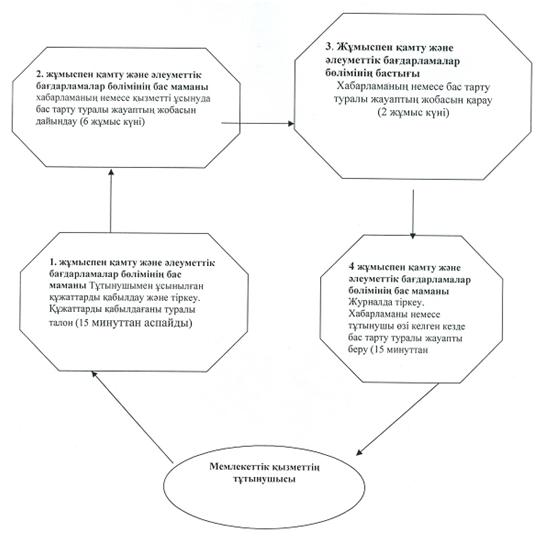 2. жұмыспен қамту және әлеуметтік
бағдарламалар бөлімінің бас маманы
хабарламаның немесе қызметті ұсынуда
бас тарту туралы жауаптың жобасын
дайындау (6 жұмыс күні)
3. Жұмыспен қамту және
әлеуметтік бағдарламалар
бөлімінің бастығы
Хабарламаның немесе бас тарту
туралы жауаптың жобасын қарау
(2 жұмыс күні)
1. жұмыспен қамту және әлеуметтік
бағдарламалар бөлімінің бас
маманы Тұтынушымен ұсынылған
құжаттарды қабылдау және тіркеу.
Құжаттарды қабылдағаны туралы
талон (15 минуттан аспайды)
4 жұмыспен қамту және
әлеуметтік бағдарламалар
бөлімінің бас маманы
Журналда тіркеу.
Хабарламаны немесе
тұтынушы өзі келген кезде
бас тарту туралы жауапты
беру (15 минуттан
Мемлекеттік қызметтің
тұтынушысы